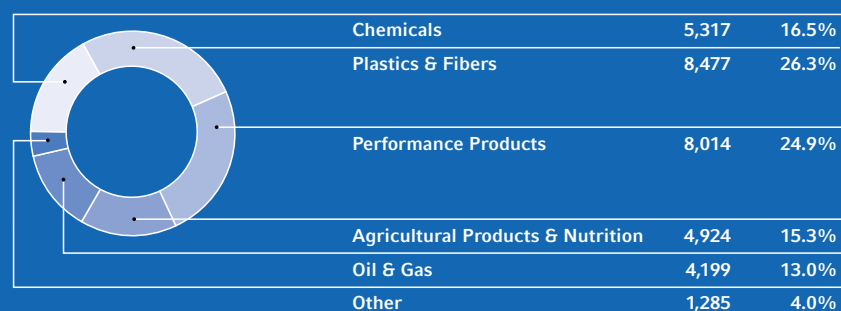 Chemicals 5,317 16.5%
Plastics & Fibers 8,477 26.3%
Performance Products 8,014 24.9%
Agricultural Products & Nutrition 4,924 15.3%
Oil & Gas 4,199 13.0%
Other 1,285 4.0%